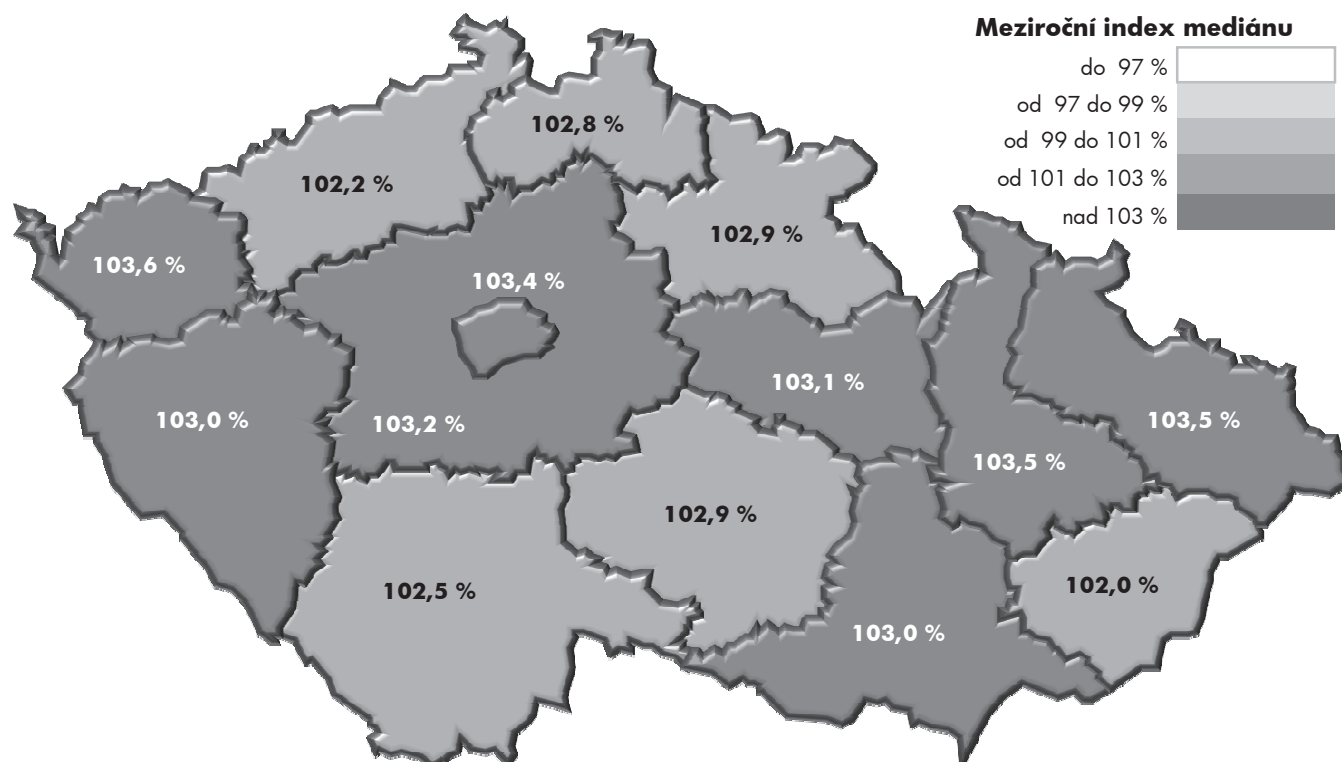 Meziroční index mediánu
do 97 %
od 97 do 99 %
od 99 do 101 %
od 101 do 103 %
nad 103 %
102,8 %
102,2 %
102,9 %
103,6 %
103,4 %
103,1 %
103,0 %
103,2 %
103,5 %
103,5 %
102,9 %
102,5 %
102,0 %
103,0 %